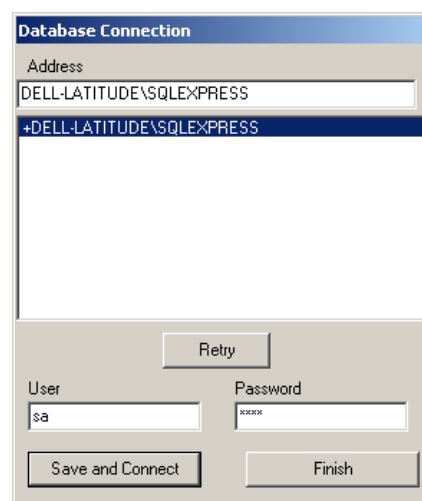 Database Connection
Address
DELL-LATITUDE\SQLEXPRESS
+DELL-LATITUDE\SQLEXPRESS
Retry
User Password
sa ****
Save and Connect Finish